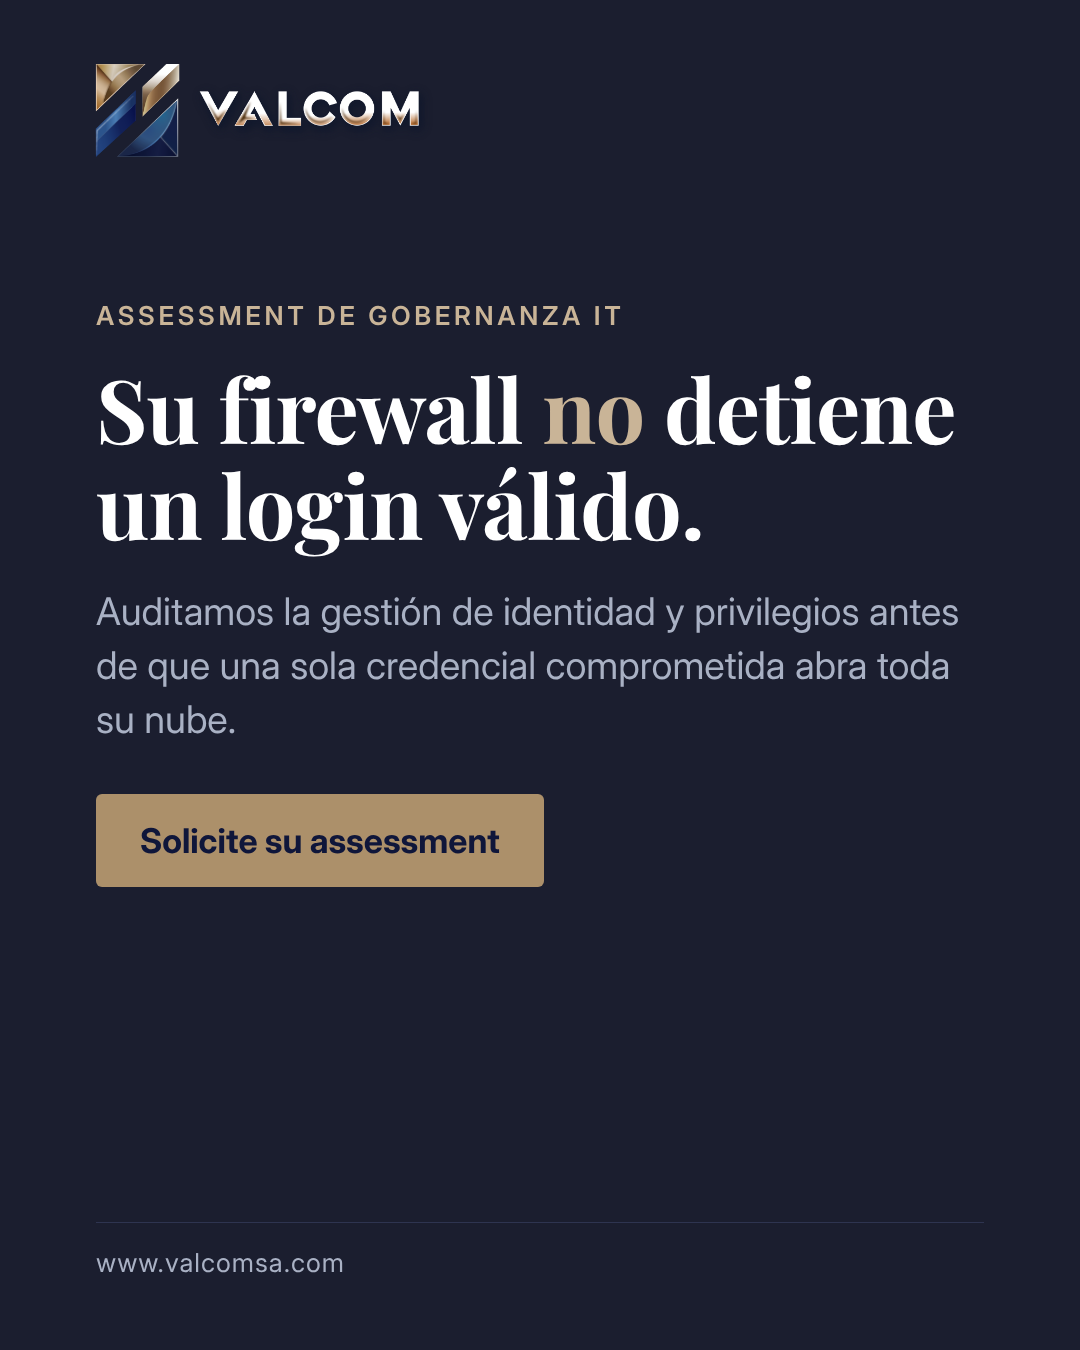 VALCOM
ASSESSMENT DE GOBERNANZA IT
Su firewall no detiene
un login válido.
Auditamos la gestión de identidad y privilegios antes
de que una sola credencial comprometida abra toda
su nube.
Solicite su assessment
www.valcomsa.com